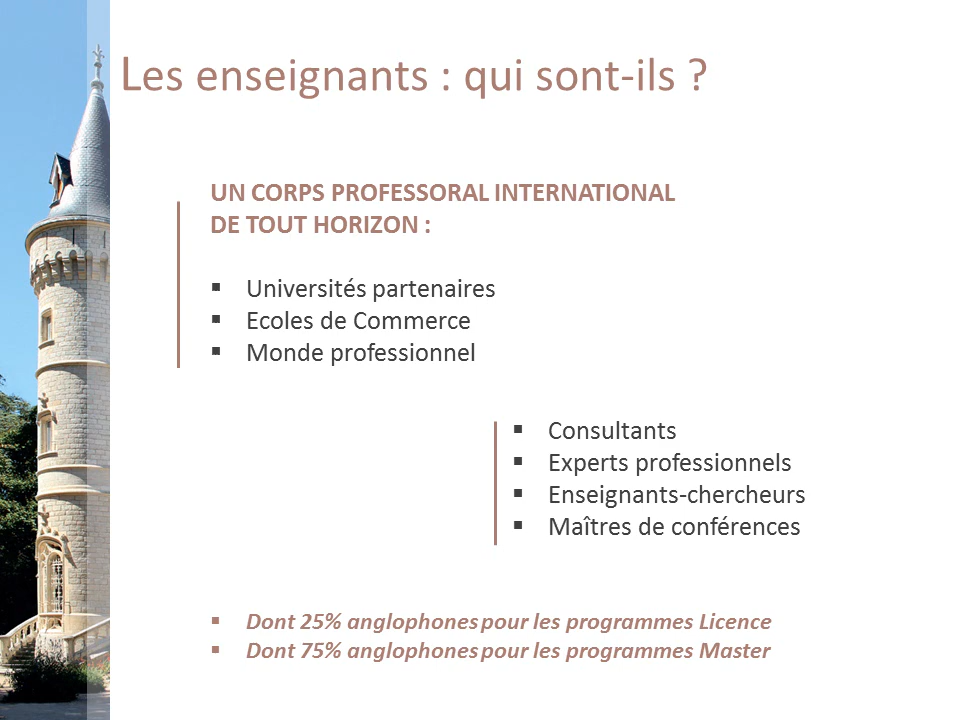 Les enseignants : qui sont-ils ?
UN CORPS PROFESSORAL INTERNATIONAL
DE TOUT HORIZON :
▪ Universités partenaires
▪ Ecoles de Commerce
▪ Monde professionnel
▪ Consultants
▪ Experts professionnels
▪ Enseignants-chercheurs
▪ Maîtres de conférences
▪ Dont 25% anglophones pour les programmes Licence
▪ Dont 75% anglophones pour les programmes Master